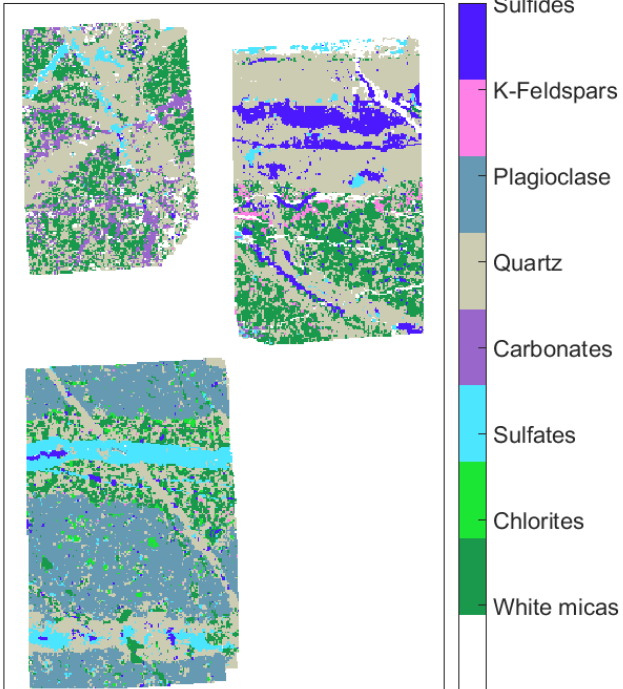 Sulfides
K-Feldspars
Plagioclase
Quartz
Carbonates
Sulfates
Chlorites
White micas